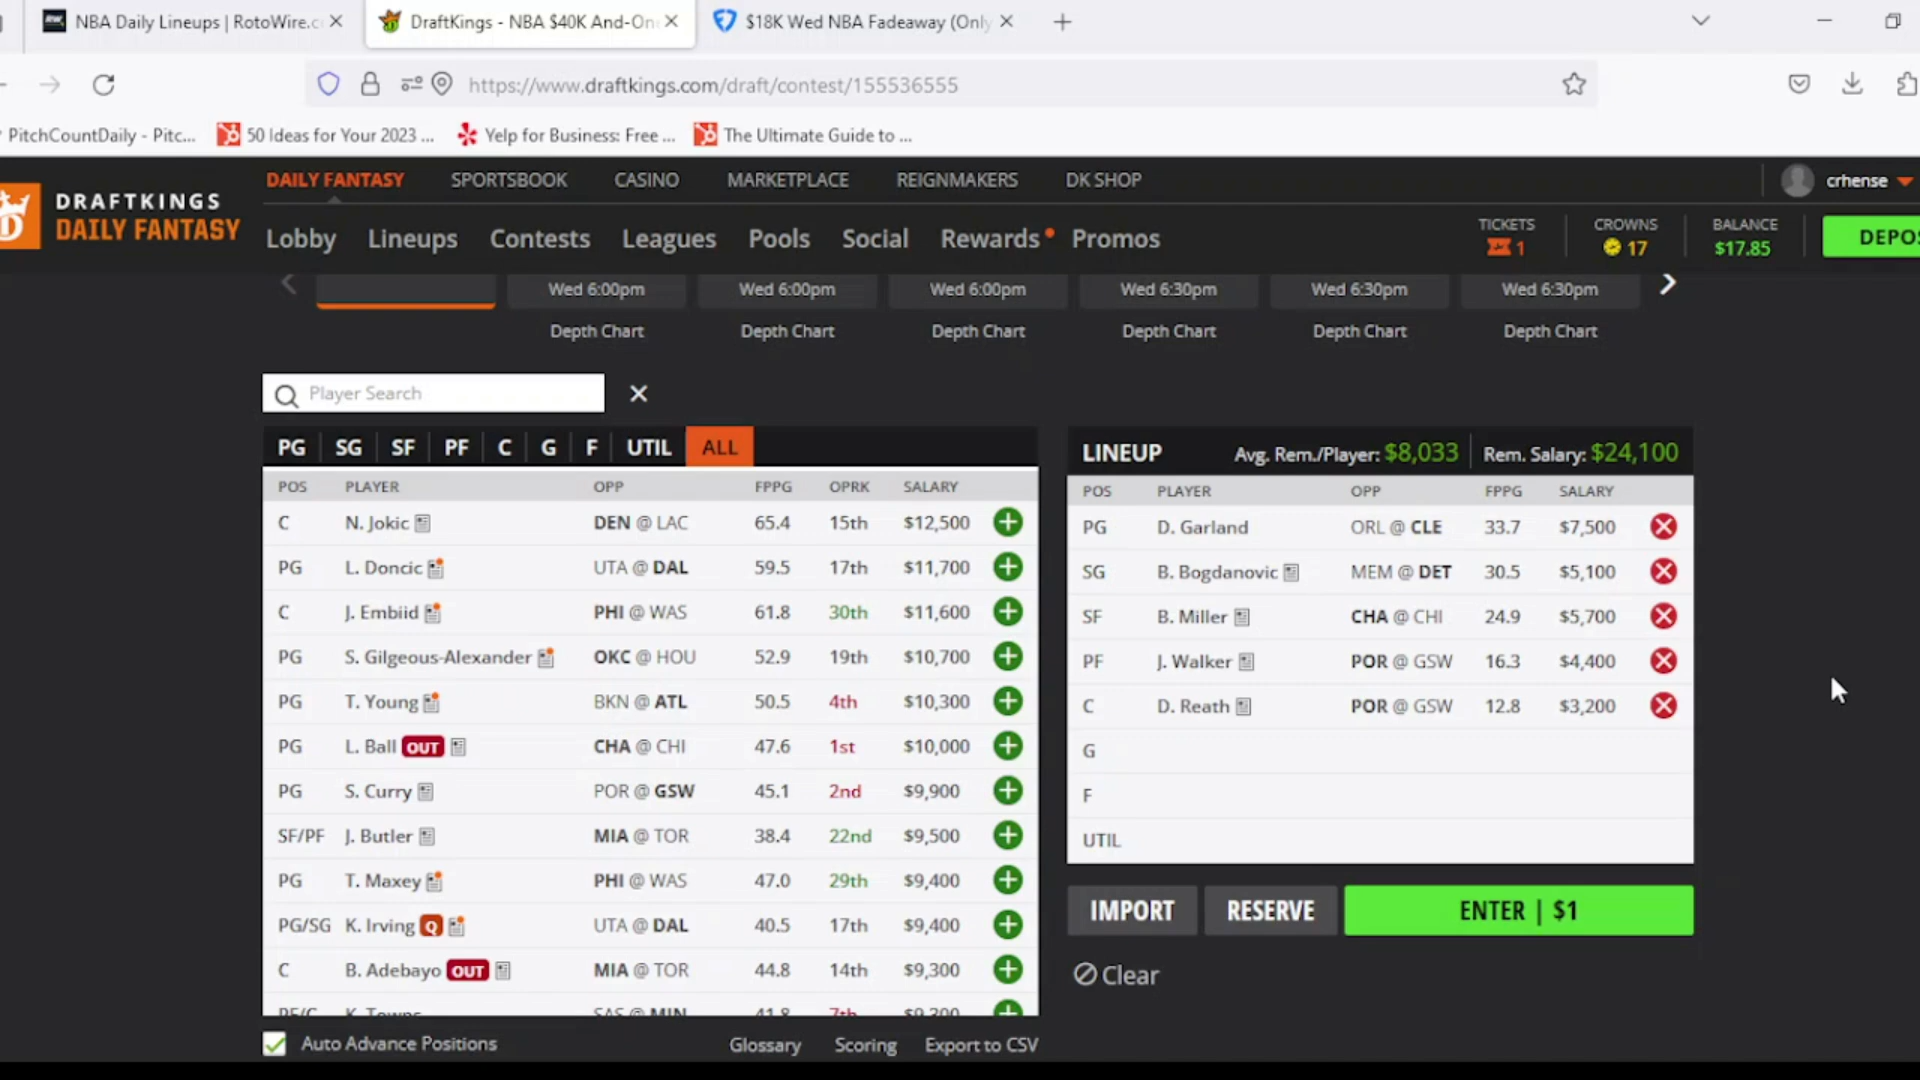 NBA Daily Lineups | RotoWire.c
DraftKings - NBA $40K And-One
$18K Wed NBA Fadeaway (Only
https://www.draftkings.com/draft/contest/155536555
PitchCountDaily - Pitc...
50 Ideas for Your 2023 ...
Yelp for Business: Free ...
The Ultimate Guide to ...
DRAFTKINGS
DAILY FANTASY
DAILY FANTASY SPORTSBOOK CASINO MARKETPLACE REIGNMAKERS DK SHOP
crhense
Lobby Lineups Contests Leagues Pools Social Rewards Promos
TICKETS
1
CROWNS
17
BALANCE
$17.85
DEPOS
Wed 6:00pm Wed 6:00pm Wed 6:00pm Wed 6:30pm Wed 6:30pm Wed 6:30pm
Depth Chart Depth Chart Depth Chart Depth Chart Depth Chart Depth Chart
Player Search
PG SG SF PF C G F UTIL ALL
POS PLAYER OPP FPPG OPRK SALARY
C N. Jokic DEN @ LAC 65.4 15th $12,500
PG L. Doncic UTA @ DAL 59.5 17th $11,700
C J. Embiid PHI @ WAS 61.8 30th $11,600
PG S. Gilgeous-Alexander OKC @ HOU 52.9 19th $10,700
PG T. Young BKN @ ATL 50.5 4th $10,300
PG L. Ball OUT CHA @ CHI 47.6 1st $10,000
PG S. Curry POR @ GSW 45.1 2nd $9,900
SF/PF J. Butler MIA @ TOR 38.4 22nd $9,500
PG T. Maxey PHI @ WAS 47.0 29th $9,400
PG/SG K. Irving Q UTA @ DAL 40.5 17th $9,400
C B. Adebayo OUT MIA @ TOR 44.8 14th $9,300
PF/C K. Towns SAS @ MIN 41.8 7th $9,200
Auto Advance Positions
Glossary Scoring Export to CSV
LINEUP Avg. Rem./Player: $8,033 Rem. Salary: $24,100
POS PLAYER OPP FPPG SALARY
PG D. Garland ORL @ CLE 33.7 $7,500
SG B. Bogdanovic MEM @ DET 30.5 $5,100
SF B. Miller CHA @ CHI 24.9 $5,700
PF J. Walker POR @ GSW 16.3 $4,400
C D. Reath POR @ GSW 12.8 $3,200
G
F
UTIL
IMPORT RESERVE ENTER | $1
Clear